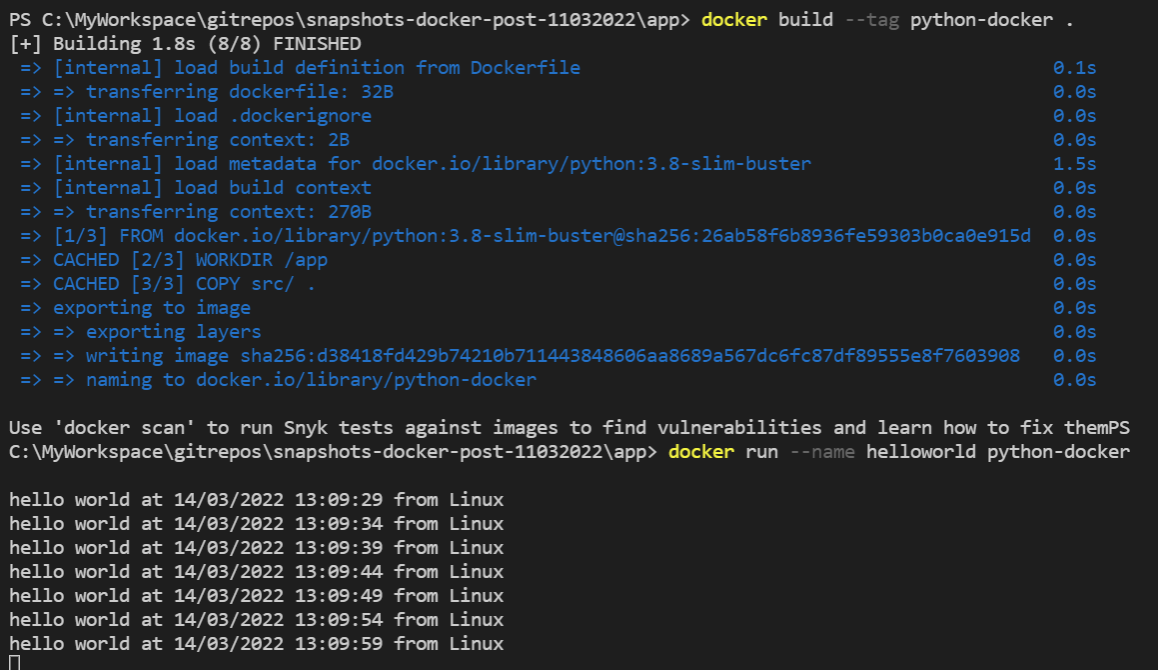 PS C:\MyWorkspace\gitrepos\snapshots-docker-post-11032022\app> docker build --tag python-docker .
[+] Building 1.8s (8/8) FINISHED
=> [internal] load build definition from Dockerfile 0.1s
=> => transferring dockerfile: 32B 0.0s
=> [internal] load .dockerignore 0.0s
=> => transferring context: 2B 0.0s
=> [internal] load metadata for docker.io/library/python:3.8-slim-buster 1.5s
=> [internal] load build context 0.0s
=> => transferring context: 270B 0.0s
=> [1/3] FROM docker.io/library/python:3.8-slim-buster@sha256:26ab58f6b8936fe59303b0ca0e915d 0.0s
=> CACHED [2/3] WORKDIR /app 0.0s
=> CACHED [3/3] COPY src/ . 0.0s
=> exporting to image 0.0s
=> => exporting layers 0.0s
=> => writing image sha256:d38418fd429b74210b711443848606aa8689a567dc6fc87df89555e8f7603908 0.0s
=> => naming to docker.io/library/python-docker 0.0s
Use 'docker scan' to run Snyk tests against images to find vulnerabilities and learn how to fix themPS
C:\MyWorkspace\gitrepos\snapshots-docker-post-11032022\app> docker run --name helloworld python-docker
hello world at 14/03/2022 13:09:29 from Linux
hello world at 14/03/2022 13:09:34 from Linux
hello world at 14/03/2022 13:09:39 from Linux
hello world at 14/03/2022 13:09:44 from Linux
hello world at 14/03/2022 13:09:49 from Linux
hello world at 14/03/2022 13:09:54 from Linux
hello world at 14/03/2022 13:09:59 from Linux